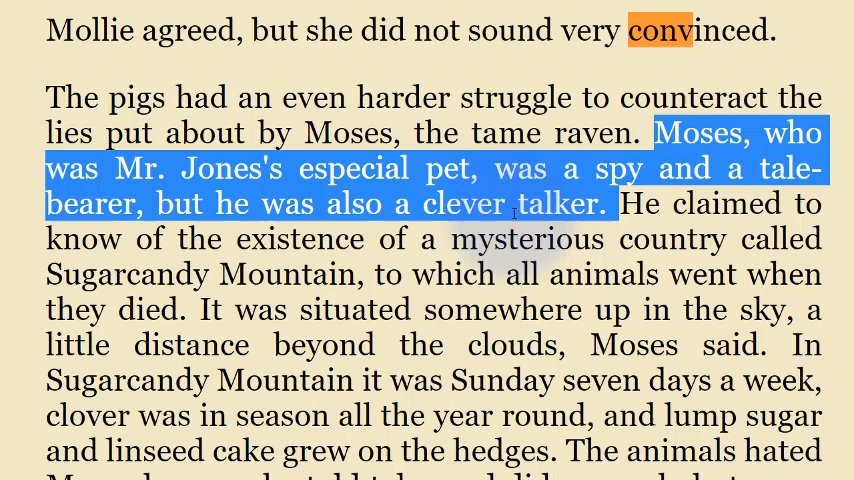 Mollie agreed, but she did not sound very convinced.
The pigs had an even harder struggle to counteract the
lies put about by Moses, the tame raven. Moses, who
was Mr. Jones's especial pet, was a spy and a tale-
bearer, but he was also a clever talker. He claimed to
know of the existence of a mysterious country called
Sugarcandy Mountain, to which all animals went when
they died. It was situated somewhere up in the sky, a
little distance beyond the clouds, Moses said. In
Sugarcandy Mountain it was Sunday seven days a week,
clover was in season all the year round, and lump sugar
and linseed cake grew on the hedges. The animals hated